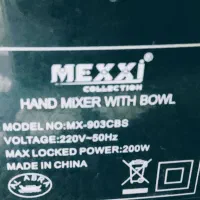 MEXXi
COLLECTION
HAND MIXER WITH BOWL
MODEL NO:MX-903CBS
VOLTAGE:220V~50Hz
MAX LOCKED POWER:200W
MADE IN CHINA